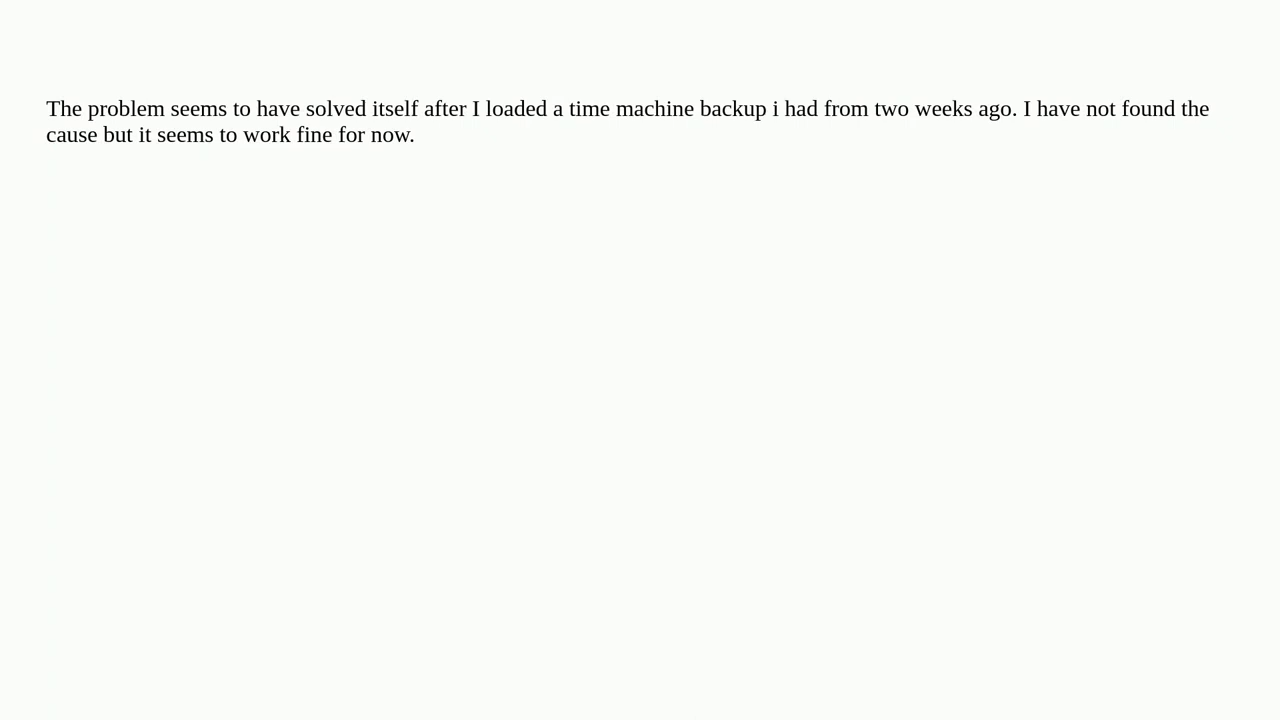 The problem seems to have solved itself after I loaded a time machine backup i had from two weeks ago. I have not found the
cause but it seems to work fine for now.